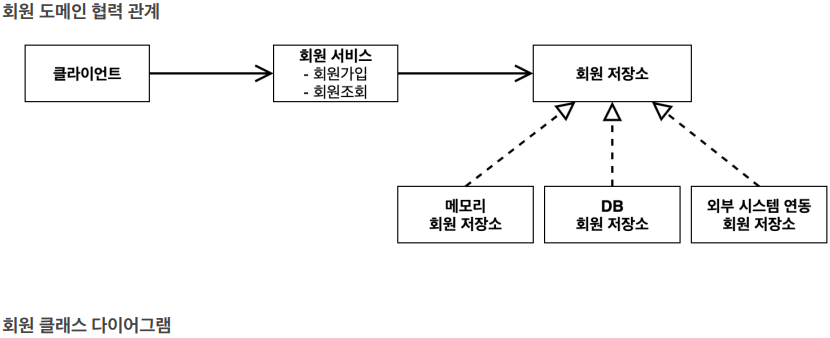 회원 도메인 협력 관계
클라이언트
회원 서비스
- 회원가입
- 회원조회
회원 저장소
메모리
회원 저장소
DB
회원 저장소
외부 시스템 연동
회원 저장소
회원 클래스 다이어그램